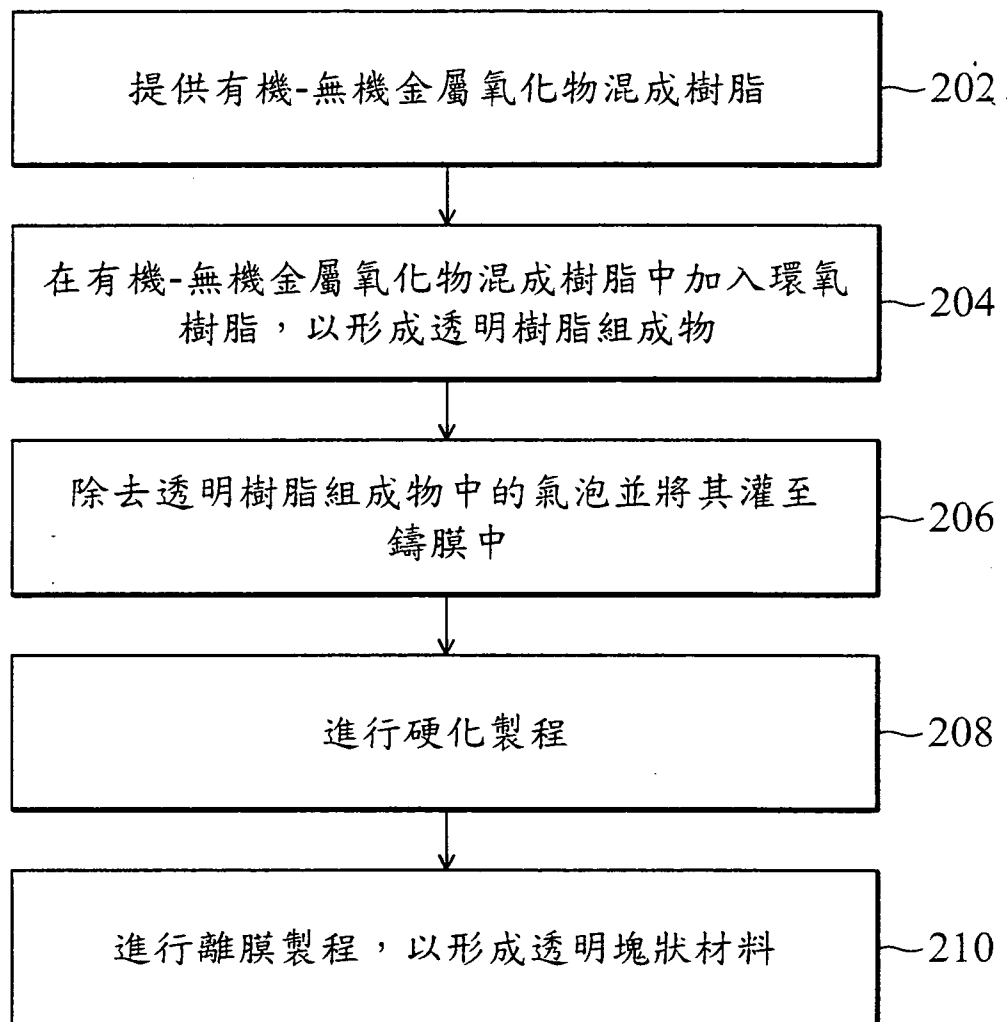 提供有機-無機金屬氧化物混成樹脂
202
在有機-無機金屬氧化物混成樹脂中加入環氧
樹脂，以形成透明樹脂組成物
204
除去透明樹脂組成物中的氣泡並將其灌至
鑄膜中
206
進行硬化製程
208
進行離膜製程，以形成透明塊狀材料
210